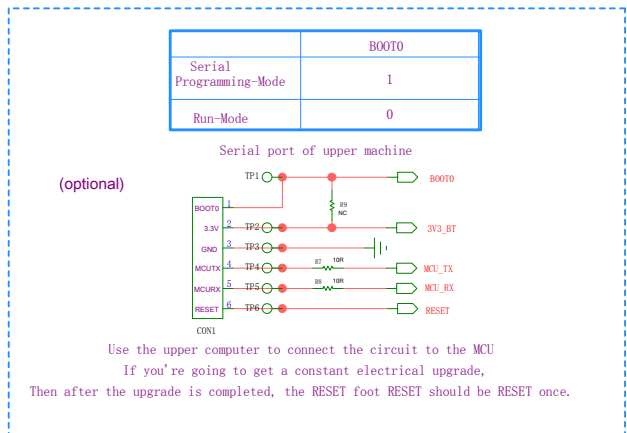 BOOT0
Serial
Programming-Mode 1
Run-Mode 0
Serial port of upper machine
(optional)
TP1 BOOT0
BOOT0 1
R9
NC
3.3V 2 TP2 3V3_BT
GND 3 TP3
MCUTX 4 TP4 R7 10R MCU_TX
MCURX 5 TP5 R8 10R MCU_RX
RESET 6 TP6 RESET
CON1
Use the upper computer to connect the circuit to the MCU
If you're going to get a constant electrical upgrade,
Then after the upgrade is completed, the RESET foot RESET should be RESET once.